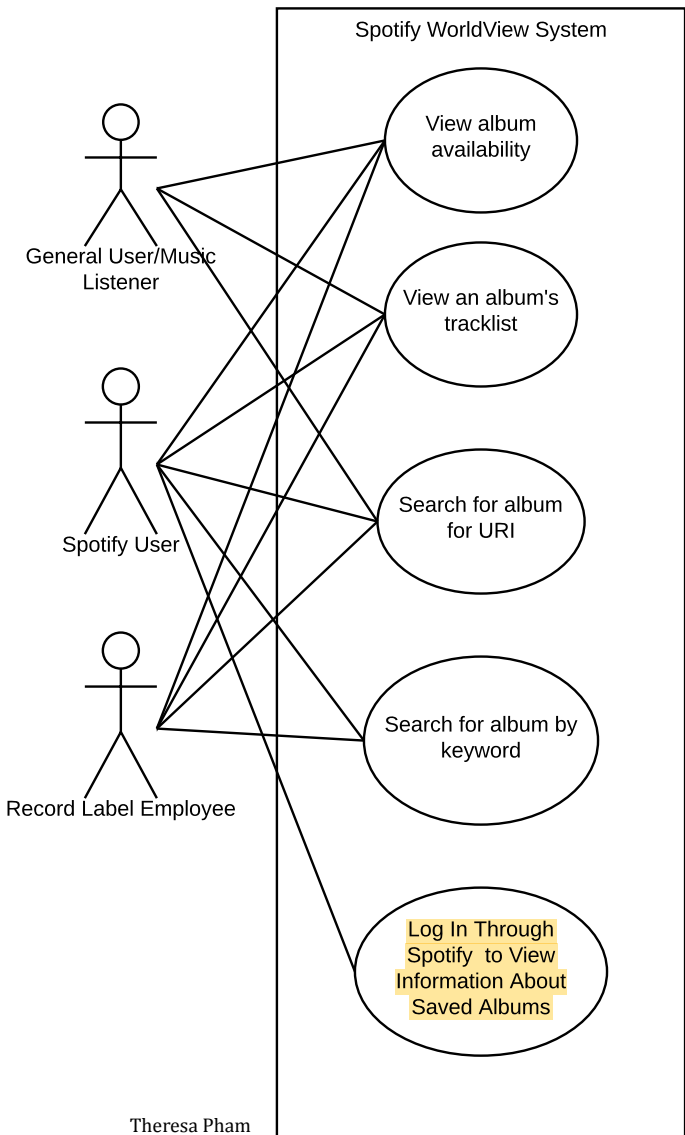 Spotify WorldView System
View album
availability
General User/Music
Listener
View an album's
tracklist
Spotify User
Search for album
for URI
Record Label Employee
Search for album by
keyword
Log In Through
Spotify  to View
Information About
Saved Albums
Theresa Pham